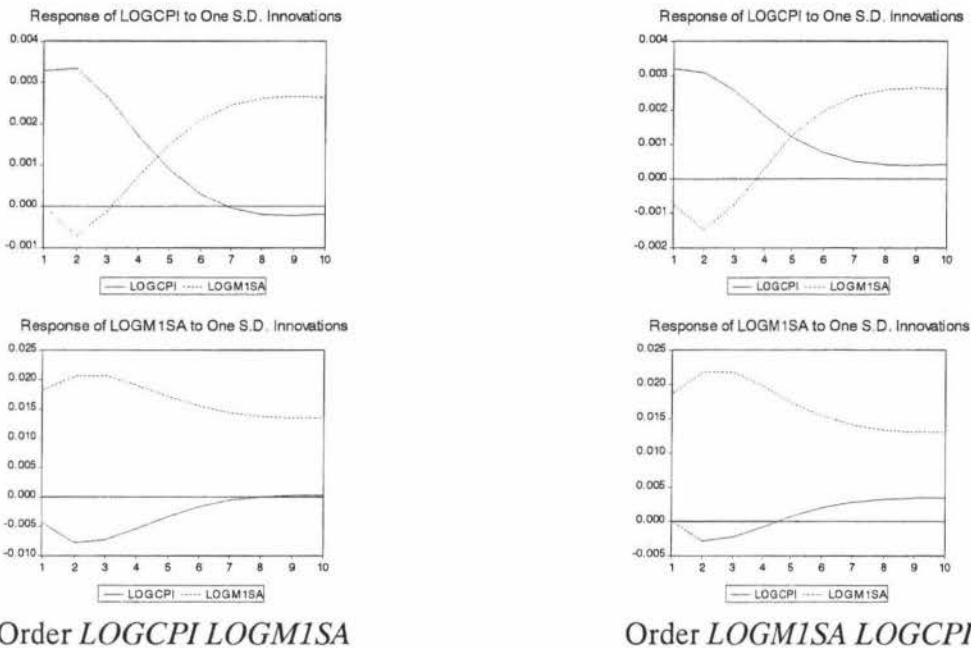 Response of LOGCPI to One S.D. Innovations
0.004
0.003
0.002
0.001
0.000
-0.001
1 2 3 4 5 6 7 8 9 10
LOGCPI LOGM1SA
Response of LOGCPI to One S.D. Innovations
0.004
0.003
0.002
0.001
0.000
-0.001
-0.002
1 2 3 4 5 6 7 8 9 10
LOGCPI LOGM1SA
Response of LOGM1SA to One S.D. Innovations
0.025
0.020
0.015
0.010
0.005
0.000
-0.005
-0.010
1 2 3 4 5 6 7 8 9 10
LOGCPI LOGM1SA
Response of LOGM1SA to One S.D. Innovations
0.025
0.020
0.015
0.010
0.005
0.000
-0.005
1 2 3 4 5 6 7 8 9 10
LOGCPI LOGM1SA
Order LOGCPI LOGM1SA
Order LOGM1SA LOGCPI